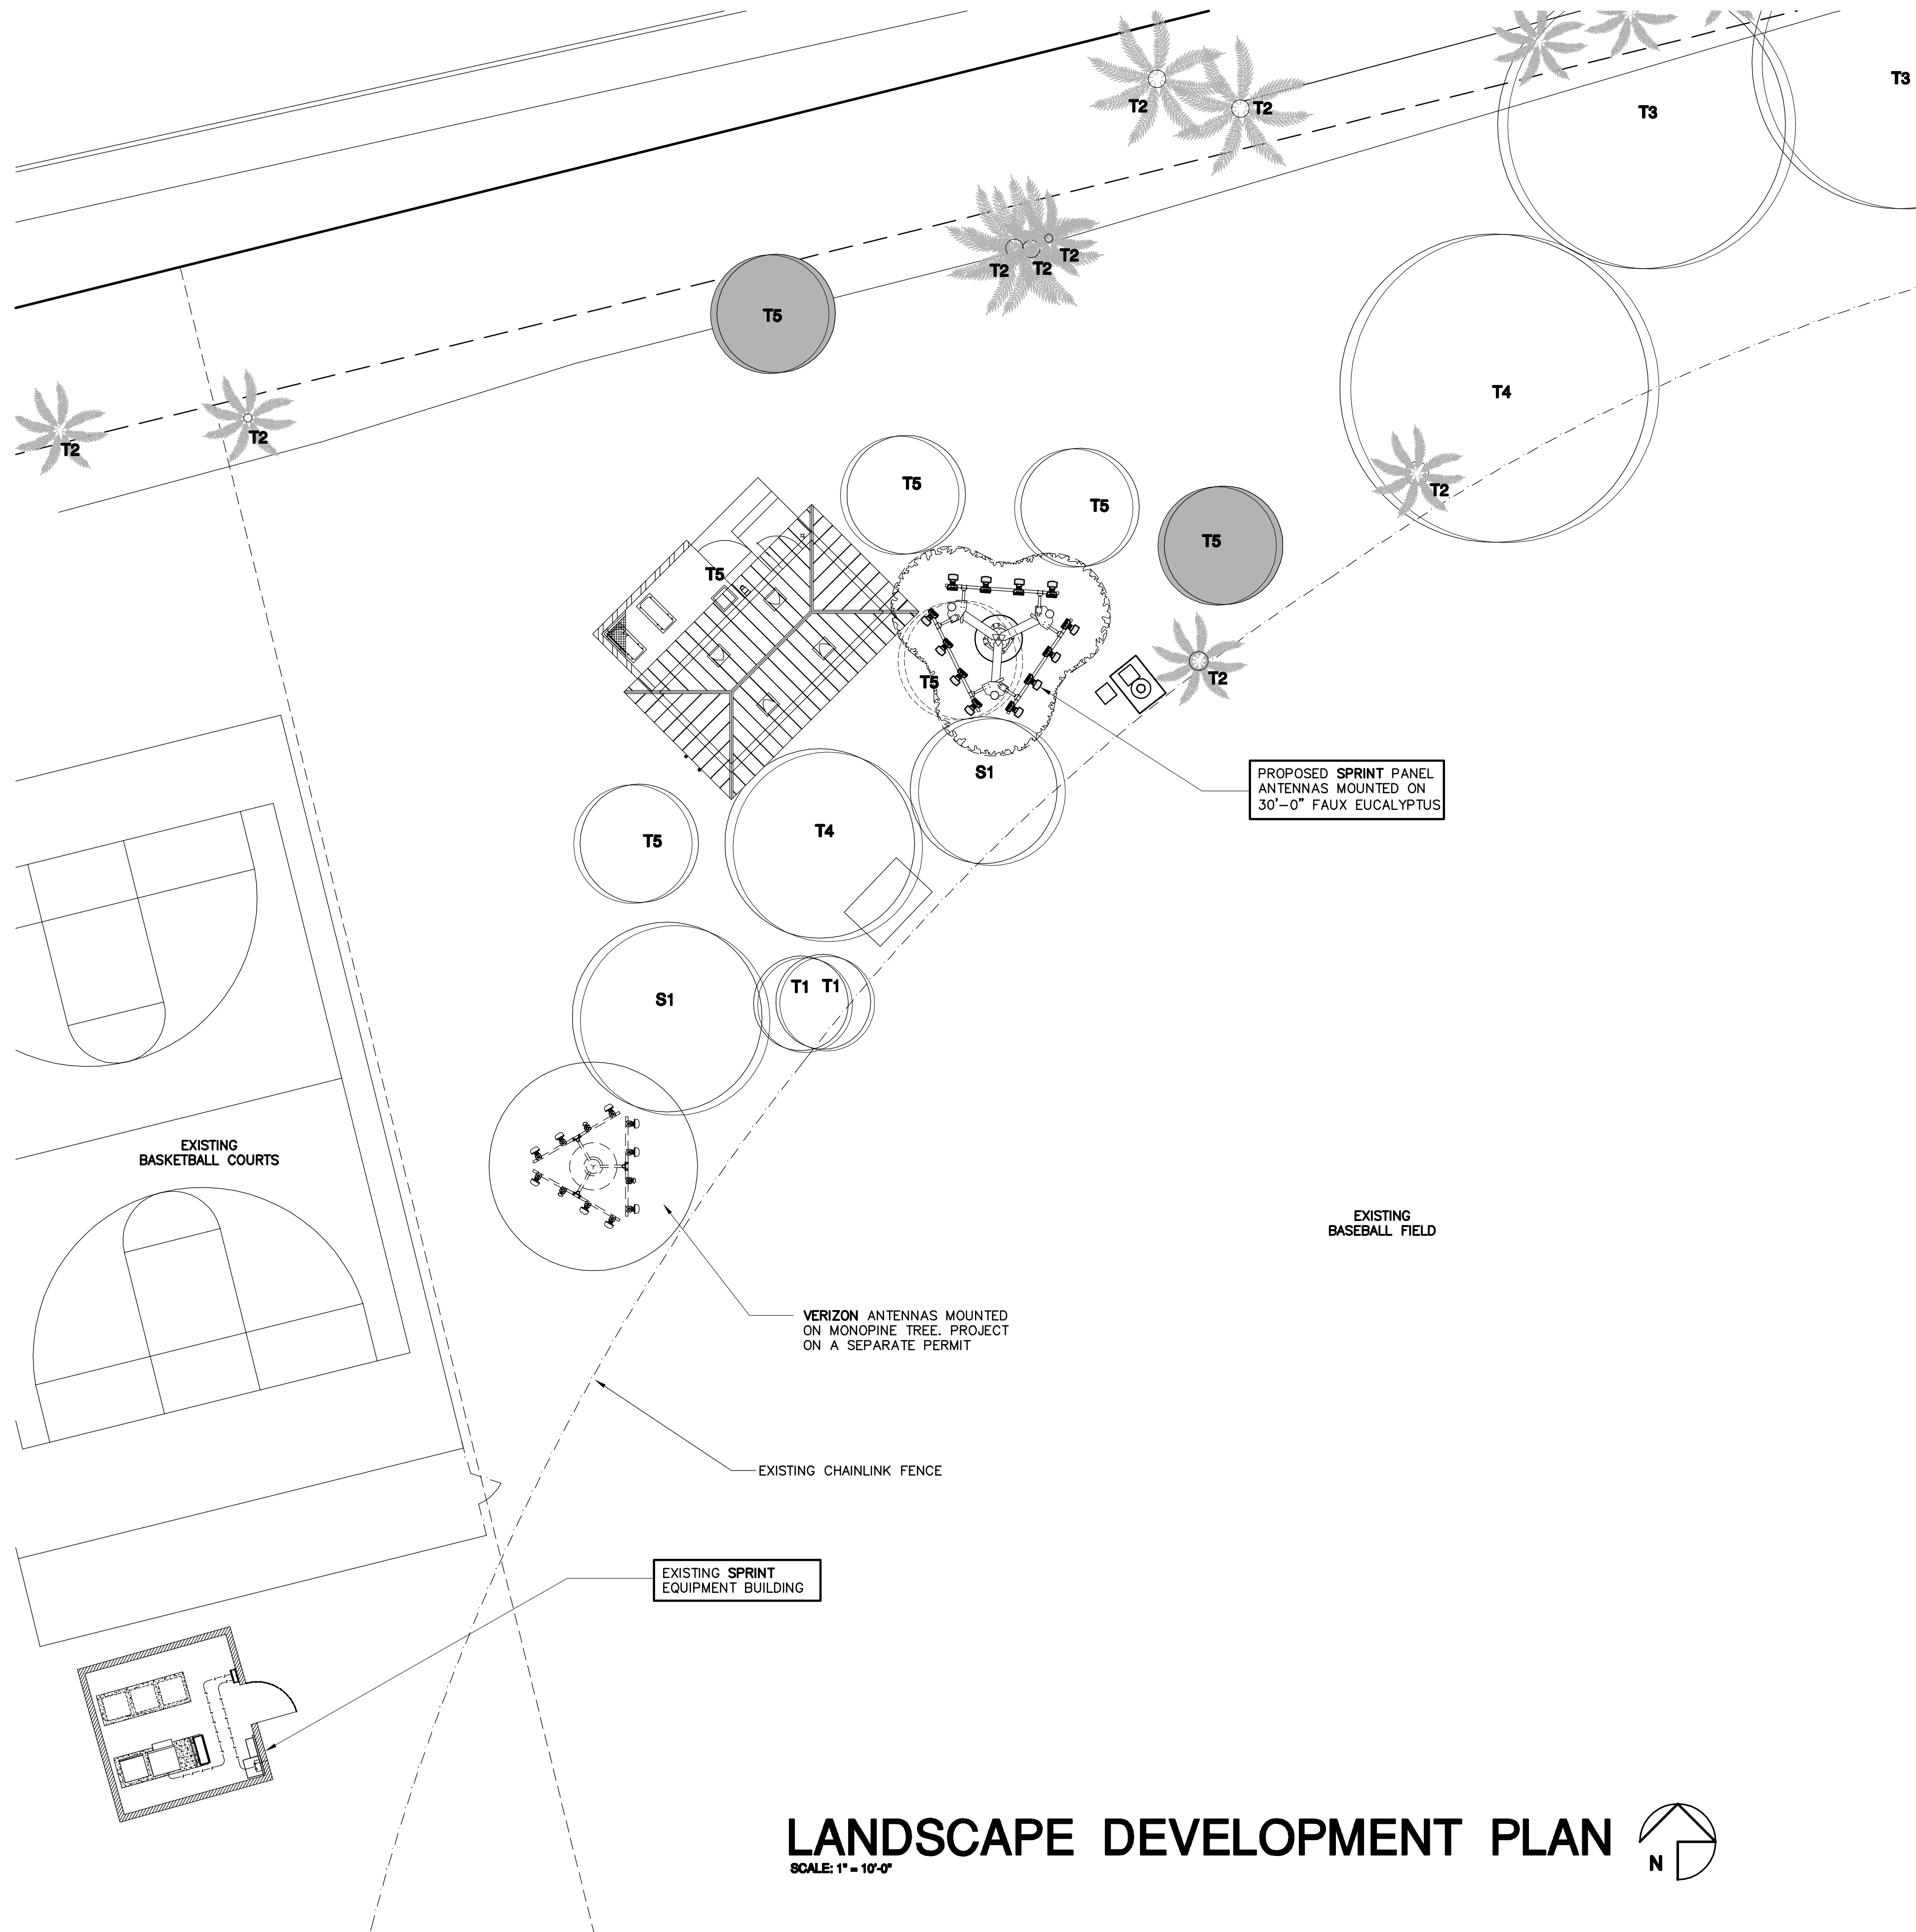 T3
T2
T2
T3
T2
T2
T2
T5
T4
T2
T2
T5
T2
T5
T5
T5
T5
T2
T5
S1
PROPOSED SPRINT PANEL
ANTENNAS MOUNTED ON
30'-0" FAUX EUCALYPTUS
T4
T5
T1
T1
S1
EXISTING
BASKETBALL COURTS
EXISTING
BASEBALL FIELD
VERIZON ANTENNAS MOUNTED
ON MONOPINE TREE. PROJECT
ON A SEPARATE PERMIT
EXISTING CHAINLINK FENCE
EXISTING SPRINT
EQUIPMENT BUILDING
LANDSCAPE DEVELOPMENT PLAN
SCALE: 1" = 10'-0"
N